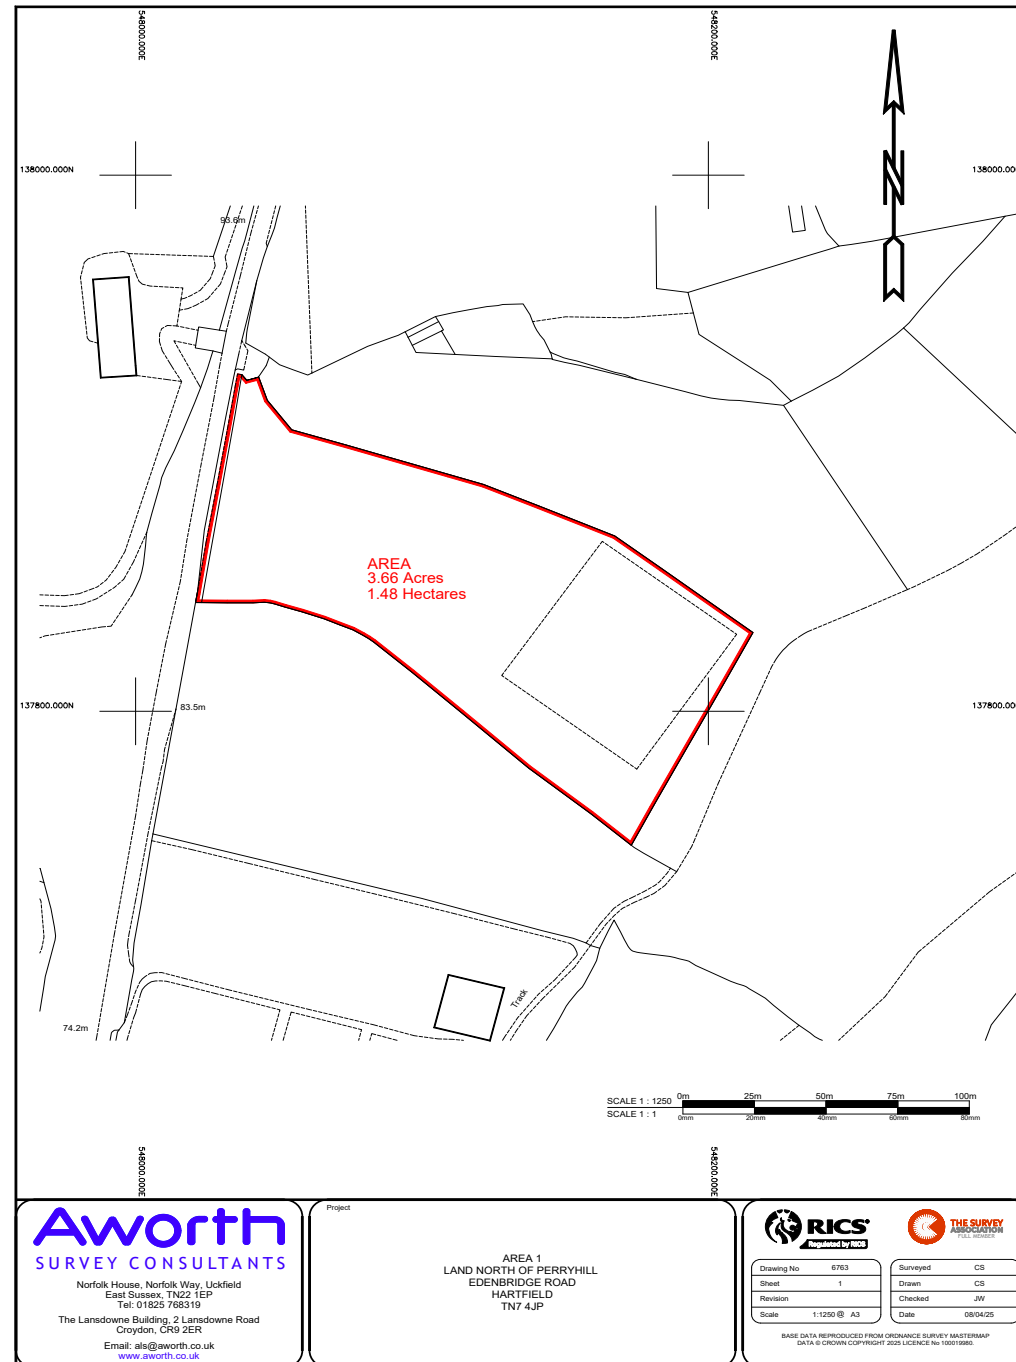 548000.000E
548200.000E
138000.000N
138000.000
93.6m
N
AREA
3.66 Acres
1.48 Hectares
137800.000N
137800.000
83.5m
Track
74.2m
SCALE 1 : 1250
0m 25m 50m 75m 100m
SCALE 1 : 1
0mm 20mm 40mm 60mm 80mm
548000.000E
548200.000E
Aworth
SURVEY CONSULTANTS
Norfolk House, Norfolk Way, Uckfield
East Sussex, TN22 1EP
Tel: 01825 768319
The Lansdowne Building, 2 Lansdowne Road
Croydon, CR9 2ER
Email: als@aworth.co.uk
www.aworth.co.uk
Project
AREA 1
LAND NORTH OF PERRYHILL
EDENBRIDGE ROAD
HARTFIELD
TN7 4JP
RICS
Regulated by RICS
THE SURVEY
ASSOCIATION
FULL MEMBER
Drawing No 6763
Sheet 1
Revision
Scale 1:1250 @ A3
Surveyed CS
Drawn CS
Checked JW
Date 08/04/25
BASE DATA REPRODUCED FROM ORDNANCE SURVEY MASTERMAP
DATA © CROWN COPYRIGHT 2025 LICENCE No 100019980.